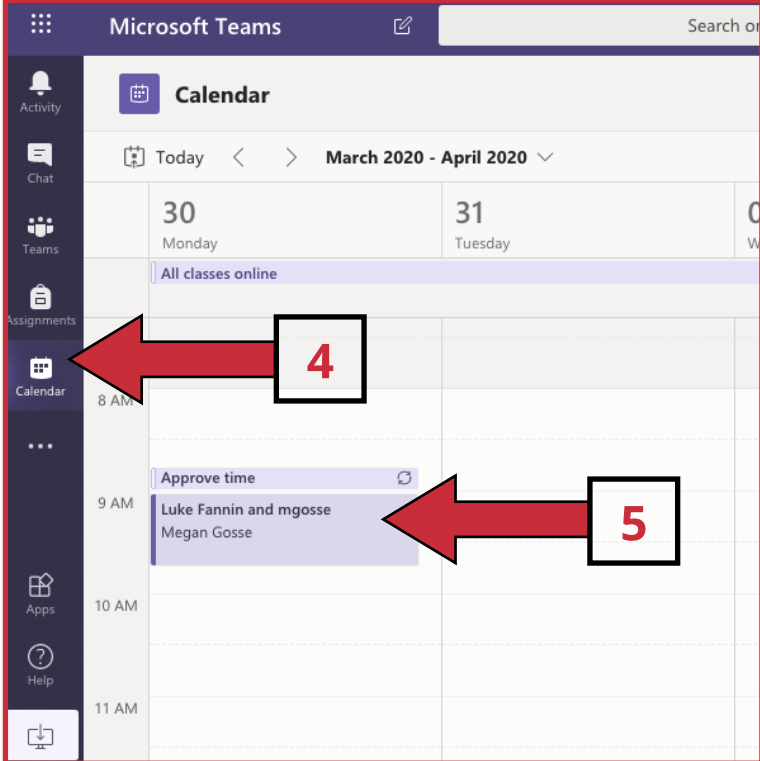 Microsoft Teams
Search or
Activity
Calendar
Chat
Today
March 2020 - April 2020
30
31
Monday
Tuesday
Teams
All classes online
Assignments
4
Calendar
8 AM
Approve time
9 AM
Luke Fannin and mgosse
Megan Gosse
5
Apps
10 AM
Help
11 AM